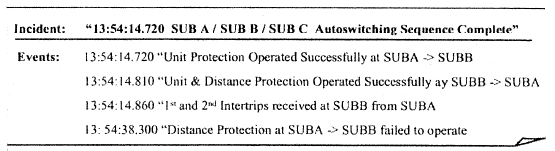 Incident: “13:54:14.720 SUB A / SUB B / SUB C Autoswitching Sequence Complete”
Events: 13:54:14.720 “Unit Protection Operated Successfully at SUBA -> SUBB
13:54:14.810 “Unit & Distance Protection Operated Successfully ay SUBB -> SUBA
13:54:14.860 “1st and 2nd Intertrips received at SUBB from SUBA
13: 54:38.300 “Distance Protection at SUBA -> SUBB failed to operate